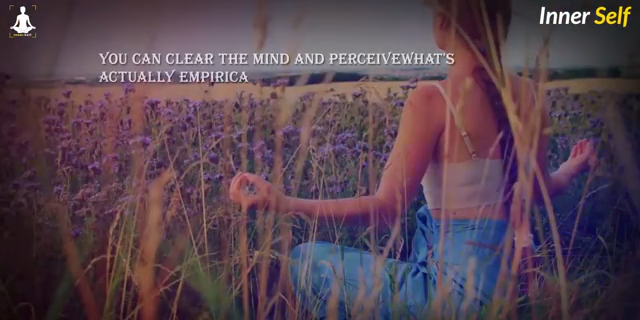 Inner Self
YOU CAN CLEAR THE MIND AND PERCEIVEWHAT'S
ACTUALLY EMPIRICA